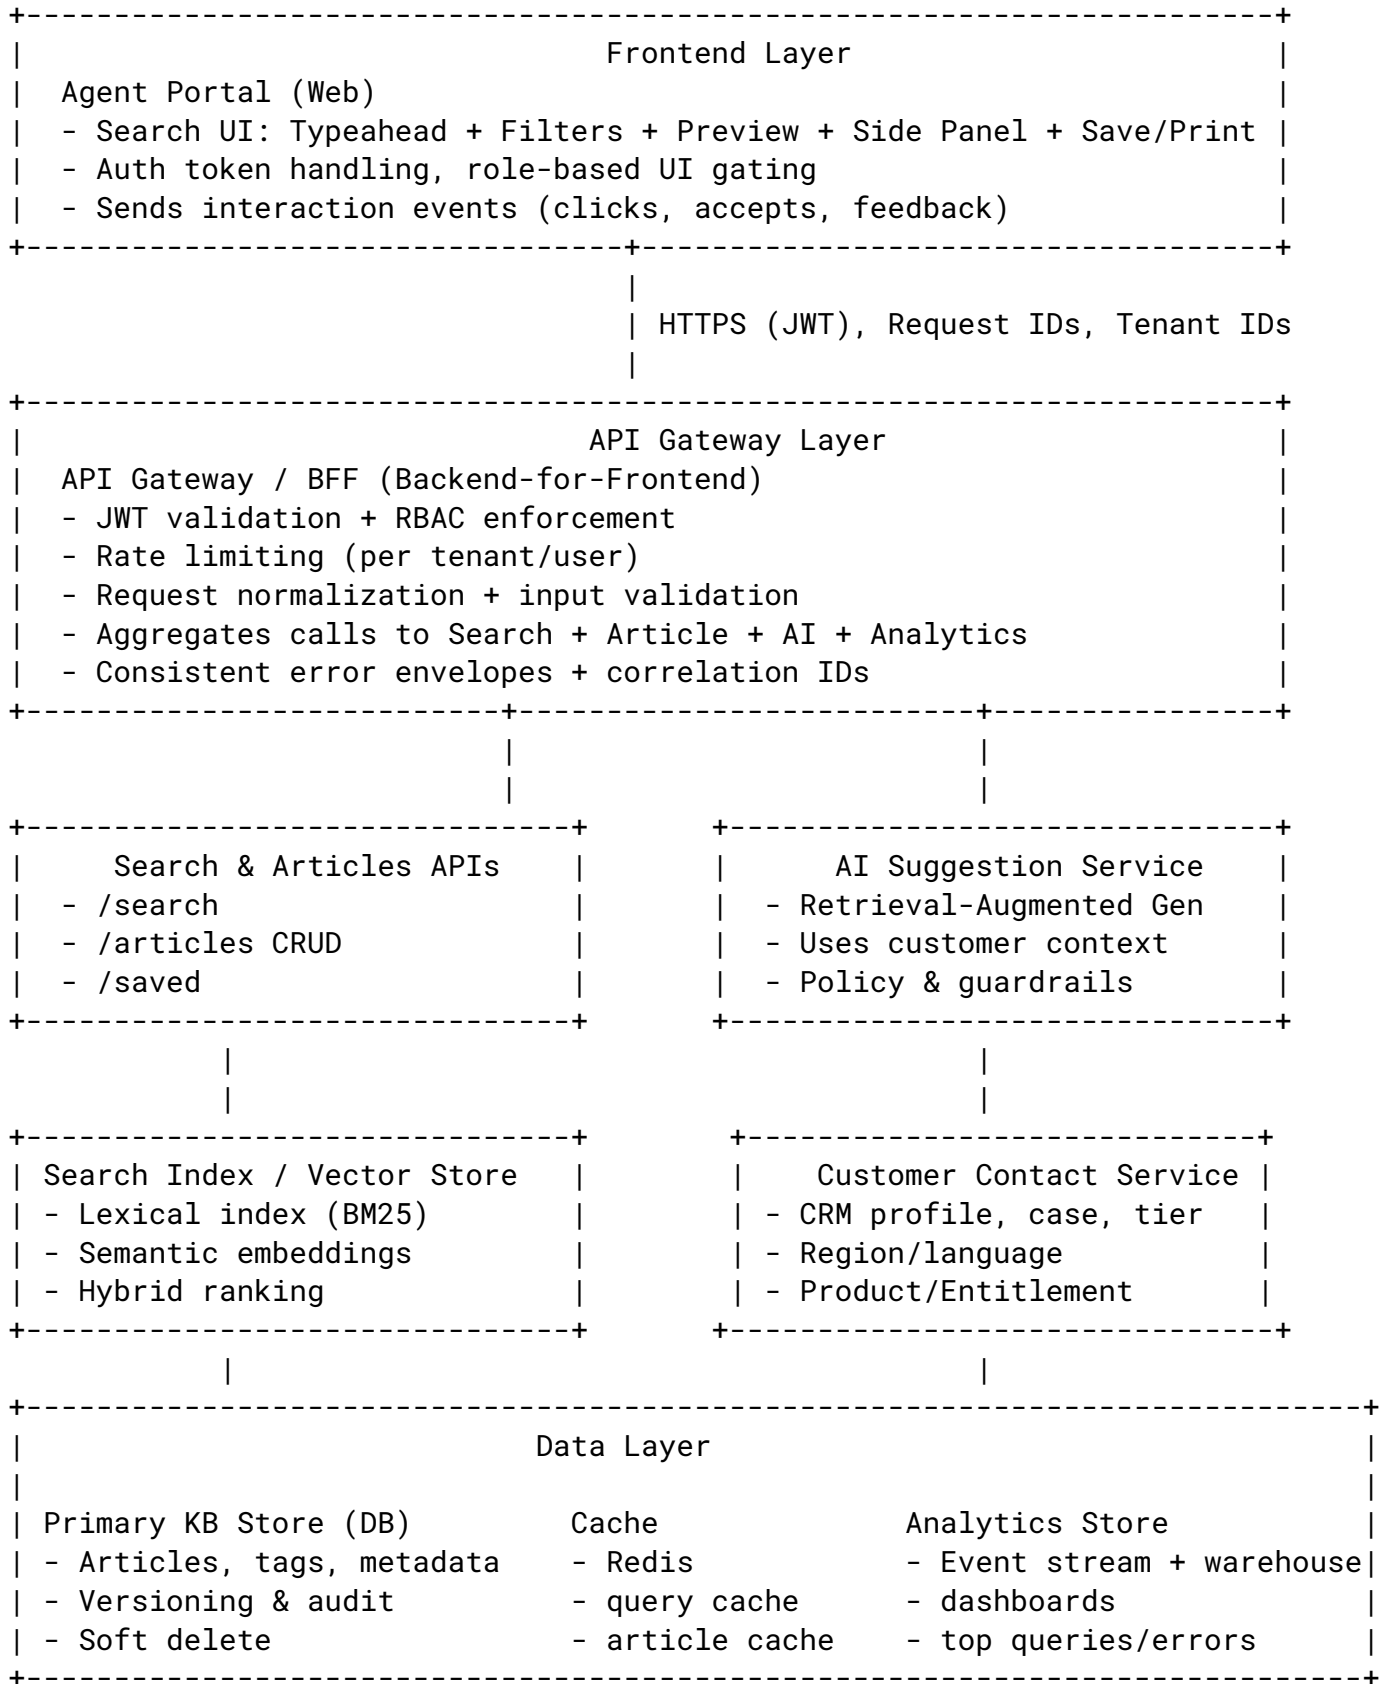 Frontend Layer
Agent Portal (Web)
- Search UI: Typeahead + Filters + Preview + Side Panel + Save/Print
- Auth token handling, role-based UI gating
- Sends interaction events (clicks, accepts, feedback)
HTTPS (JWT), Request IDs, Tenant IDs
API Gateway Layer
API Gateway / BFF (Backend-for-Frontend)
- JWT validation + RBAC enforcement
- Rate limiting (per tenant/user)
- Request normalization + input validation
- Aggregates calls to Search + Article + AI + Analytics
- Consistent error envelopes + correlation IDs
Search & Articles APIs
- /search
- /articles CRUD
- /saved
AI Suggestion Service
- Retrieval-Augmented Gen
- Uses customer context
- Policy & guardrails
Search Index / Vector Store
- Lexical index (BM25)
- Semantic embeddings
- Hybrid ranking
Customer Contact Service
- CRM profile, case, tier
- Region/language
- Product/Entitlement
Data Layer
Primary KB Store (DB)
- Articles, tags, metadata
- Versioning & audit
- Soft delete
Cache
- Redis
- query cache
- article cache
Analytics Store
- Event stream + warehouse
- dashboards
- top queries/errors